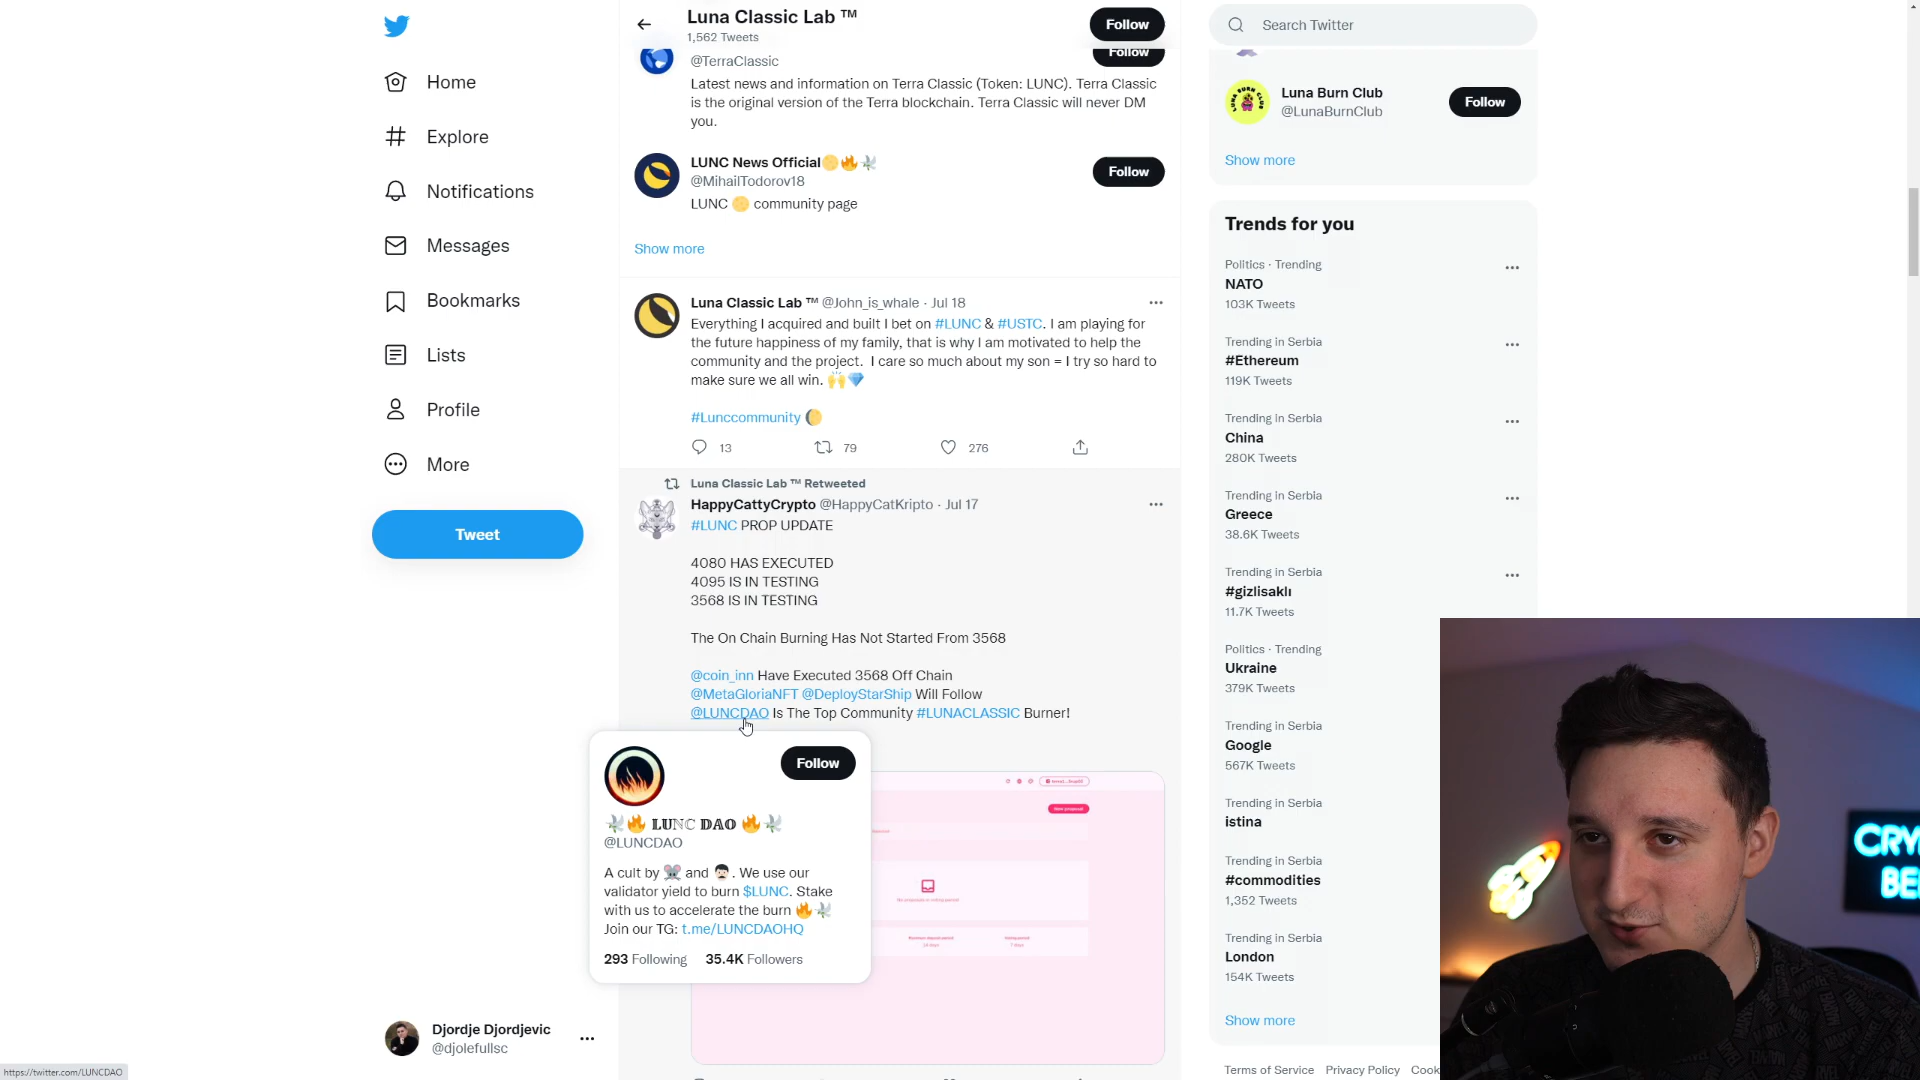 Home
Explore
Notifications
Messages
Bookmarks
Lists
Profile
More
Tweet
Djordje Djordjevic
@djolefullsc
https://twitter.com/LUNCDAO
Luna Classic Lab ™
1,562 Tweets
Follow
@TerraClassic
Follow
Latest news and information on Terra Classic (Token: LUNC). Terra Classic
is the original version of the Terra blockchain. Terra Classic will never DM
you.
LUNC News Official
@MihailTodorov18
Follow
LUNC 🌕 community page
Show more
Luna Classic Lab ™ @John_is_whale · Jul 18
Everything I acquired and built I bet on #LUNC & #USTC. I am playing for
the future happiness of my family, that is why I am motivated to help the
community and the project. I care so much about my son = I try so hard to
make sure we all win. 🙌💎
#Lunccommunity 🌔
13 79 276
Luna Classic Lab ™ Retweeted
HappyCattyCrypto @HappyCatKripto · Jul 17
#LUNC PROP UPDATE
4080 HAS EXECUTED
4095 IS IN TESTING
3568 IS IN TESTING
The On Chain Burning Has Not Started From 3568
@coin_inn Have Executed 3568 Off Chain
@MetaGloriaNFT @DeployStarShip Will Follow
@LUNCDAO Is The Top Community #LUNACLASSIC Burner!
Follow
LUNC DAO
@LUNCDAO
A cult by 🐭 and 👨🏻. We use our
validator yield to burn $LUNC. Stake
with us to accelerate the burn 🔥🕊️
Join our TG: t.me/LUNCDAOHQ
293 Following 35.4K Followers
Search Twitter
Luna Burn Club
@LunaBurnClub
Follow
Show more
Trends for you
Politics · Trending
NATO
103K Tweets
Trending in Serbia
#Ethereum
119K Tweets
Trending in Serbia
China
280K Tweets
Trending in Serbia
Greece
38.6K Tweets
Trending in Serbia
#gizlisaklı
11.7K Tweets
Politics · Trending
Ukraine
379K Tweets
Trending in Serbia
Google
567K Tweets
Trending in Serbia
istina
Trending in Serbia
#commodities
1,352 Tweets
Trending in Serbia
London
154K Tweets
Show more
Terms of Service Privacy Policy Cook
CRY
BE